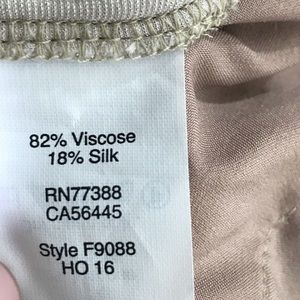 82% Viscose
18% Silk
RN77388
CA56445
Style F9088
HO 16